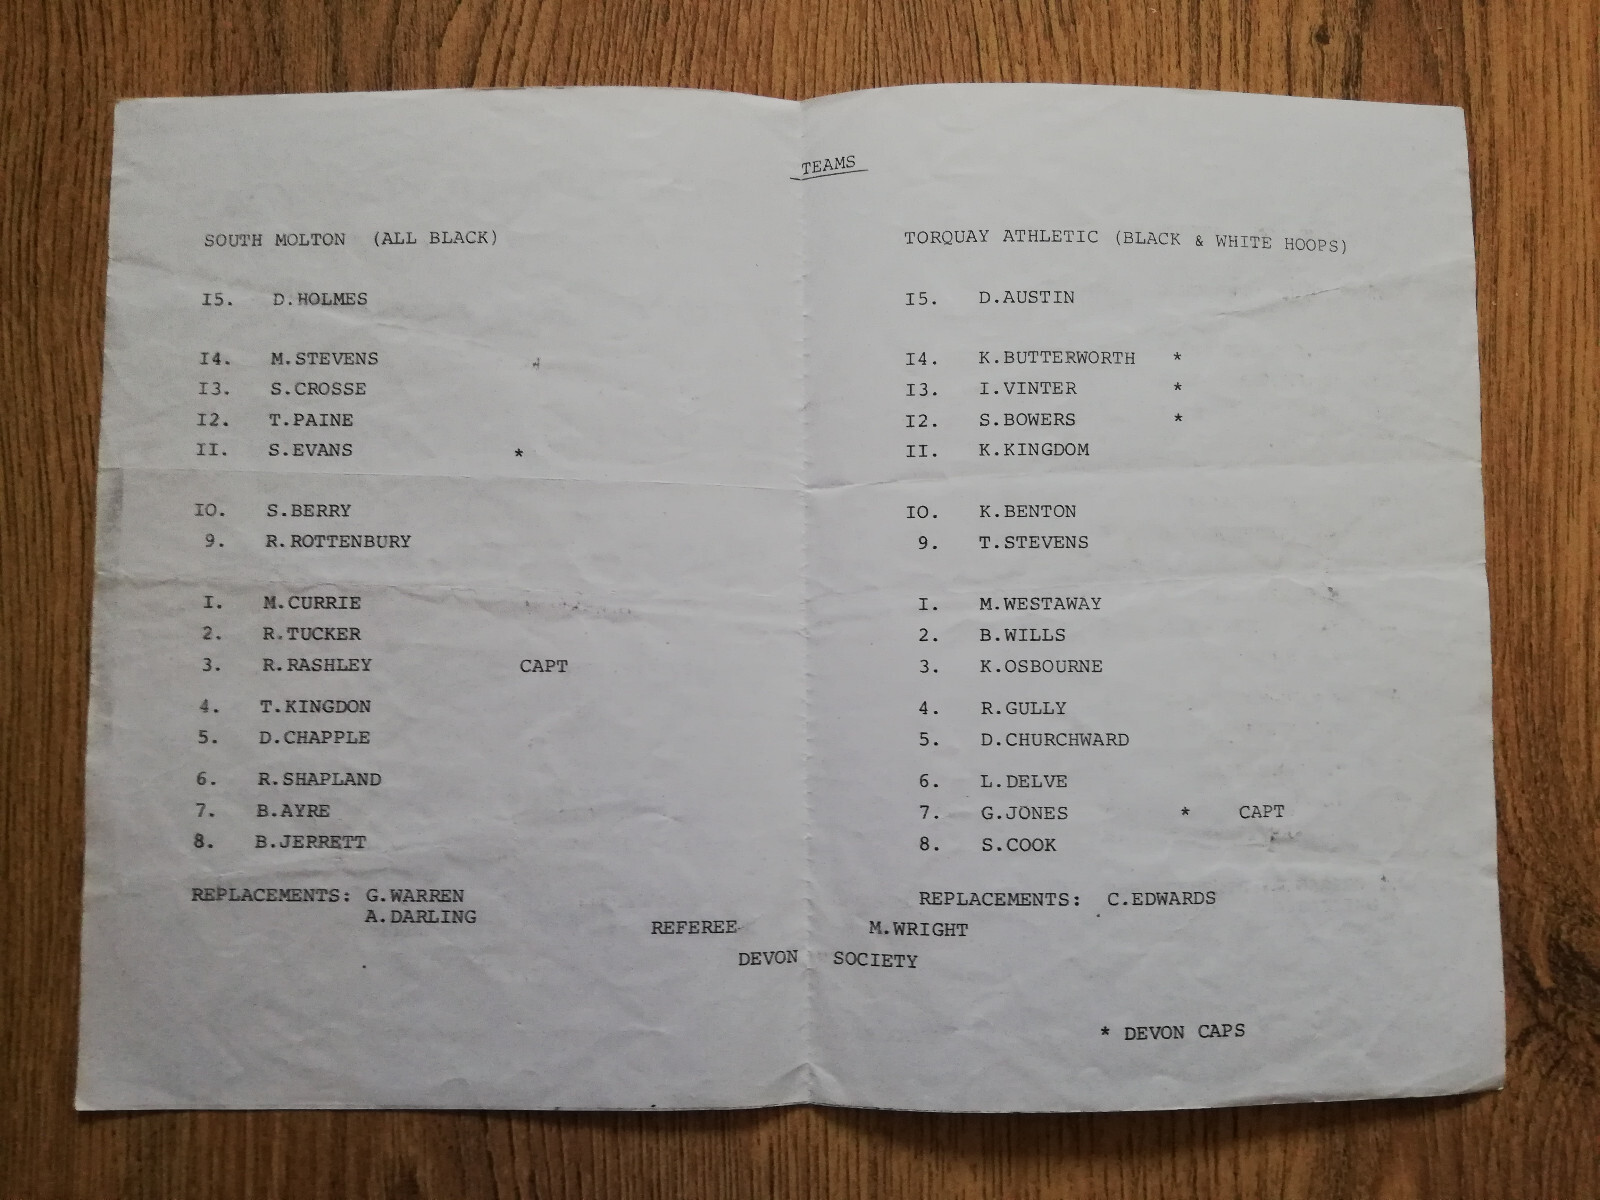 TEAMS
SOUTH MOLTON (ALL BLACK)
I5. D.HOLMES
I4. M.STEVENS
I3. S.CROSSE
I2. T.PAINE
II. S.EVANS *
IO. S.BERRY
9. R.ROTTENBURY
I. M.CURRIE
2. R.TUCKER
3. R.RASHLEY CAPT
4. T.KINGDON
5. D.CHAPPLE
6. R.SHAPLAND
7. B.AYRE
8. B.JERRETT
REPLACEMENTS: G.WARREN
A.DARLING
TORQUAY ATHLETIC (BLACK & WHITE HOOPS)
I5. D.AUSTIN
I4. K.BUTTERWORTH *
I3. I.VINTER *
I2. S.BOWERS *
II. K.KINGDOM
IO. K.BENTON
9. T.STEVENS
I. M.WESTAWAY
2. B.WILLS
3. K.OSBOURNE
4. R.GULLY
5. D.CHURCHWARD
6. L.DELVE
7. G.JONES * CAPT
8. S.COOK
REPLACEMENTS: C.EDWARDS
REFEREE M.WRIGHT
DEVON SOCIETY
* DEVON CAPS